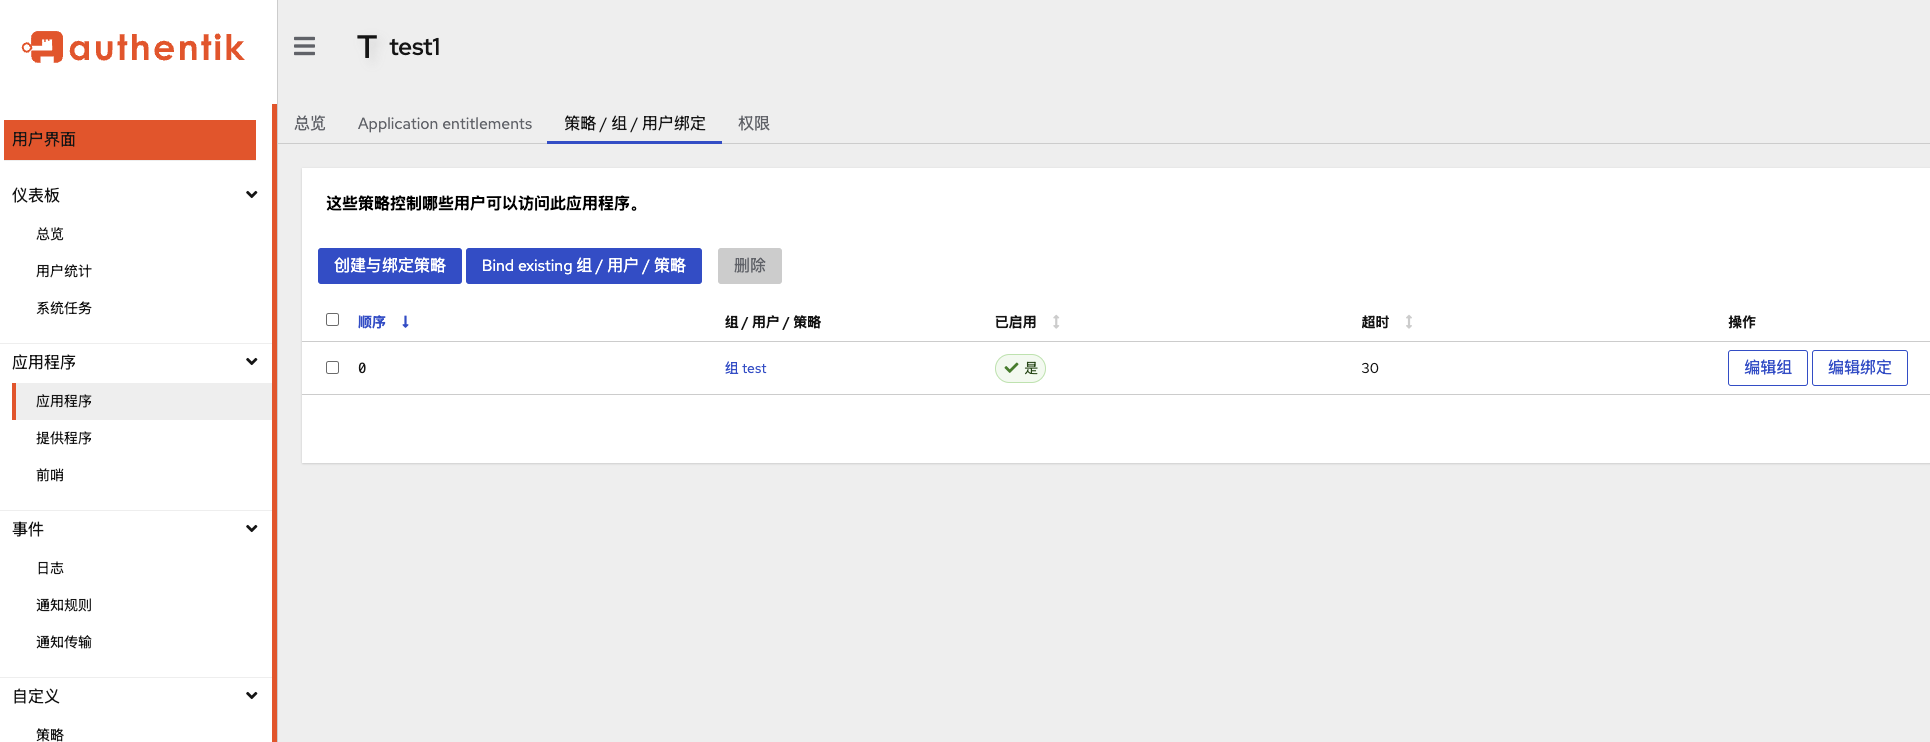 authentik
T test1
用户界面
仪表板
总览
用户统计
系统任务
应用程序
应用程序
提供程序
前哨
事件
日志
通知规则
通知传输
自定义
策略
总览 Application entitlements 策略 / 组 / 用户绑定 权限
这些策略控制哪些用户可以访问此应用程序。
创建与绑定策略 Bind existing 组 / 用户 / 策略 删除
顺序 组 / 用户 / 策略 已启用 超时 操作
0 组 test 是 30 编辑组 编辑绑定